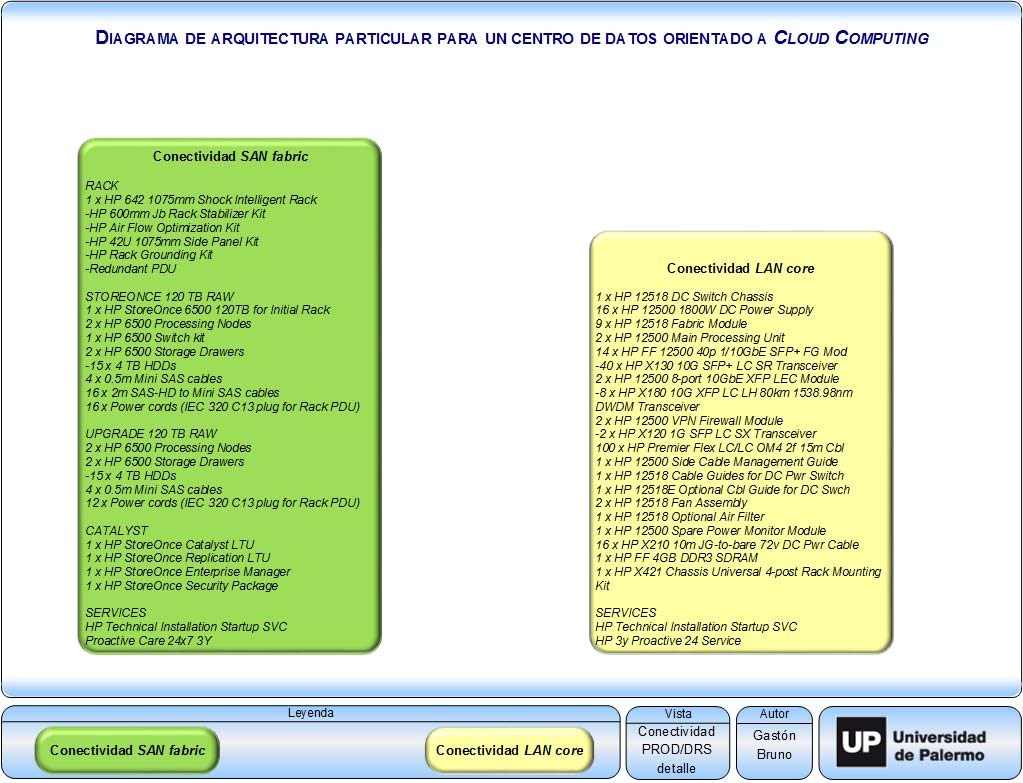 DIAGRAMA DE ARQUITECTURA PARTICULAR PARA UN CENTRO DE DATOS ORIENTADO A CLOUD COMPUTING
Conectividad SAN fabric
RACK
1 x HP 642 1075mm Shock Intelligent Rack
-HP 600mm Jb Rack Stabilizer Kit
-HP Air Flow Optimization Kit
-HP 42U 1075mm Side Panel Kit
-HP Rack Grounding Kit
-Redundant PDU
STOREONCE 120 TB RAW
1 x HP StoreOnce 6500 120TB for Initial Rack
2 x HP 6500 Processing Nodes
1 x HP 6500 Switch kit
2 x HP 6500 Storage Drawers
-15 x 4 TB HDDs
4 x 0.5m Mini SAS cables
16 x 2m SAS-HD to Mini SAS cables
16 x Power cords (IEC 320 C13 plug for Rack PDU)
UPGRADE 120 TB RAW
2 x HP 6500 Processing Nodes
2 x HP 6500 Storage Drawers
-15 x 4 TB HDDs
4 x 0.5m Mini SAS cables
12 x Power cords (IEC 320 C13 plug for Rack PDU)
CATALYST
1 x HP StoreOnce Catalyst LTU
1 x HP StoreOnce Replication LTU
1 x HP StoreOnce Enterprise Manager
1 x HP StoreOnce Security Package
SERVICES
HP Technical Installation Startup SVC
Proactive Care 24x7 3Y
Conectividad LAN core
1 x HP 12518 DC Switch Chassis
16 x HP 12500 1800W DC Power Supply
9 x HP 12518 Fabric Module
2 x HP 12500 Main Processing Unit
14 x HP FF 12500 40p 1/10GbE SFP+ FG Mod
-40 x HP X130 10G SFP+ LC SR Transceiver
2 x HP 12500 8-port 10GbE XFP LEC Module
-8 x HP X180 10G XFP LC LH 80km 1538.98nm
DWDM Transceiver
2 x HP 12500 VPN Firewall Module
-2 x HP X120 1G SFP LC SX Transceiver
100 x HP Premier Flex LC/LC OM4 2f 15m Cbl
1 x HP 12500 Side Cable Management Guide
1 x HP 12518 Cable Guides for DC Pwr Switch
1 x HP 12518E Optional Cbl Guide for DC Swch
2 x HP 12518 Fan Assembly
1 x HP 12518 Optional Air Filter
1 x HP 12500 Spare Power Monitor Module
16 x HP X210 10m JG-to-bare 72v DC Pwr Cable
1 x HP FF 4GB DDR3 SDRAM
1 x HP X421 Chassis Universal 4-post Rack Mounting
Kit
SERVICES
HP Technical Installation Startup SVC
HP 3y Proactive 24 Service
Leyenda
Conectividad SAN fabric
Conectividad LAN core
Vista
Conectividad
PROD/DRS
detalle
Autor
Gastón
Bruno
UP
Universidad
de Palermo